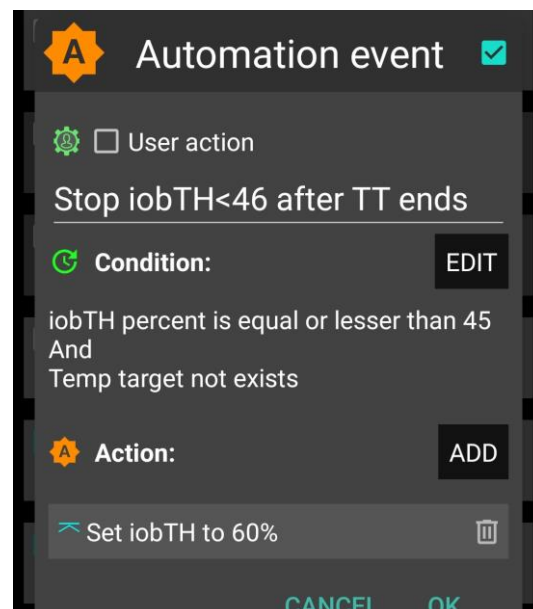 A Automation event
User action
Stop iobTH<46 after TT ends
Condition: EDIT
iobTH percent is equal or lesser than 45
And
Temp target not exists
A Action: ADD
Set iobTH to 60%
CANCEL OK